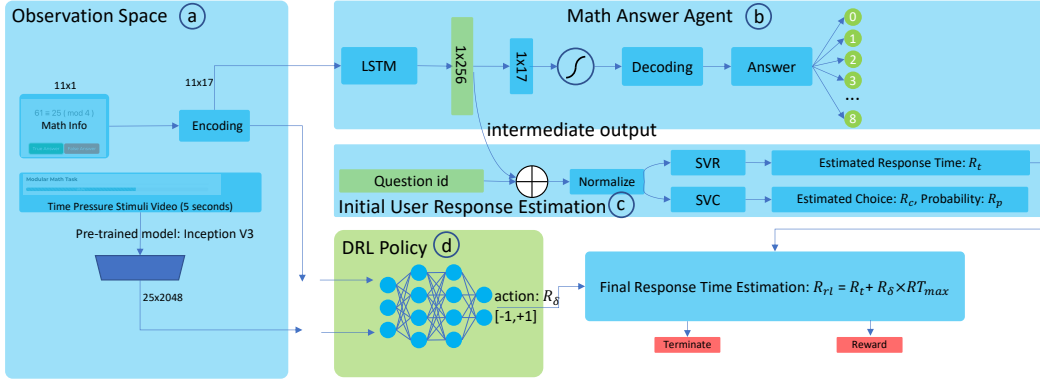 Observation Space a
11x1
11x17
61 ≡ 25 ( mod 4 )
Math Info
Encoding
Modular Math Task
Time Pressure Stimuli Video (5 seconds)
Pre-trained model: Inception V3
25x2048
Math Answer Agent b
LSTM
1x256
1x17
Decoding
Answer
0
1
2
3
...
8
intermediate output
Question id
Normalize
SVR
SVC
Estimated Response Time: R_t
Estimated Choice: R_c, Probability: R_p
Initial User Response Estimation c
DRL Policy d
action: R_δ
[-1,+1]
Final Response Time Estimation: R_rl = R_t + R_δ × RT_max
Terminate
Reward